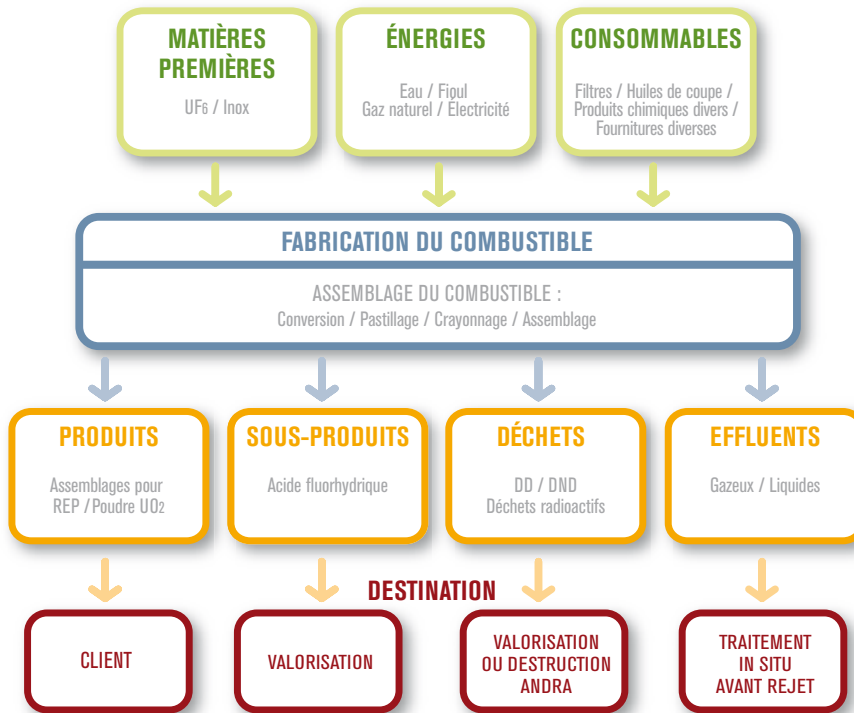 MATIÈRES
PREMIÈRES
UF6 / Inox
ÉNERGIES
Eau / Fioul
Gaz naturel / Electricité
CONSOMMABLES
Filtres / Huiles de coupe /
Produits chimiques divers /
Fournitures diverses
FABRICATION DU COMBUSTIBLE
ASSEMBLAGE DU COMBUSTIBLE :
Conversion / Pastillage / Crayonnage / Assemblage
PRODUITS
Assemblages pour
REP / Poudre UO2
SOUS-PRODUITS
Acide fluorhydrique
DÉCHETS
DD / DND
Déchets radioactifs
EFFLUENTS
Gazeux / Liquides
DESTINATION
CLIENT
VALORISATION
VALORISATION
OU DESTRUCTION
ANDRA
TRAITEMENT
IN SITU
AVANT REJET